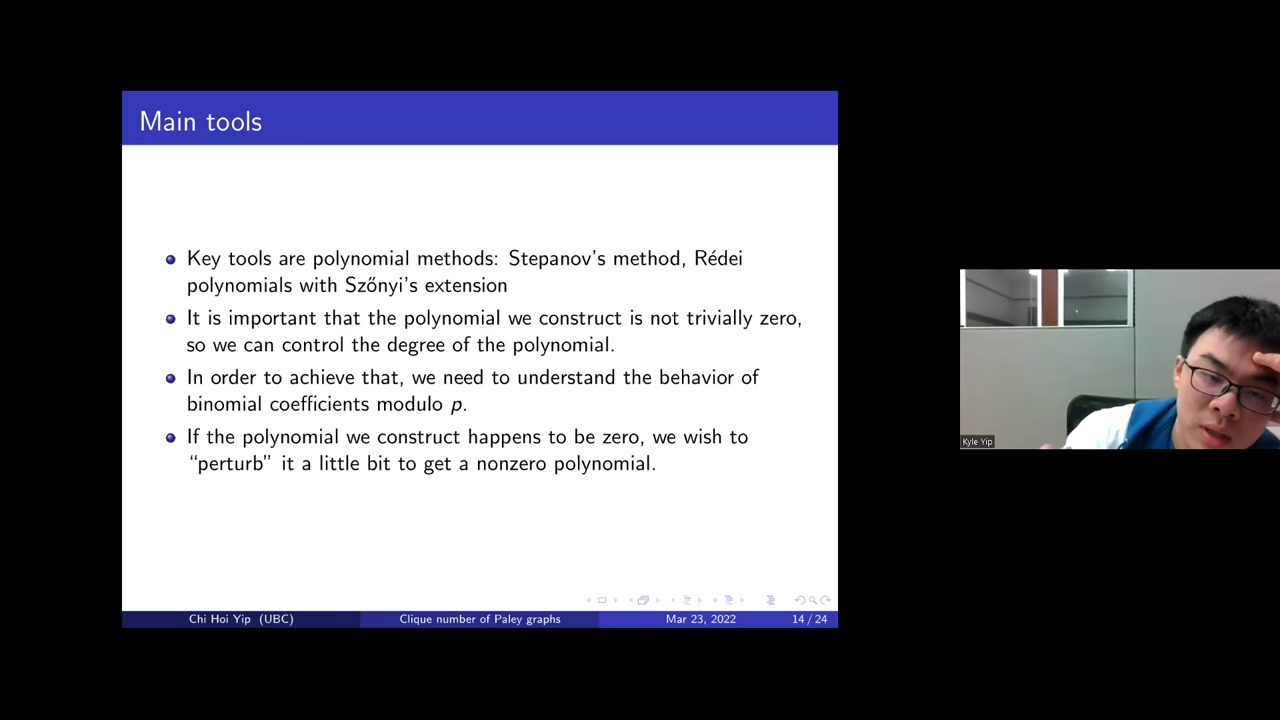 Main tools
Key tools are polynomial methods: Stepanov's method, Rédei
polynomials with Szőnyi's extension
It is important that the polynomial we construct is not trivially zero,
so we can control the degree of the polynomial.
In order to achieve that, we need to understand the behavior of
binomial coefficients modulo p.
If the polynomial we construct happens to be zero, we wish to
“perturb” it a little bit to get a nonzero polynomial.
Chi Hoi Yip (UBC)
Clique number of Paley graphs
Mar 23, 2022
14 / 24
Kyle Yip